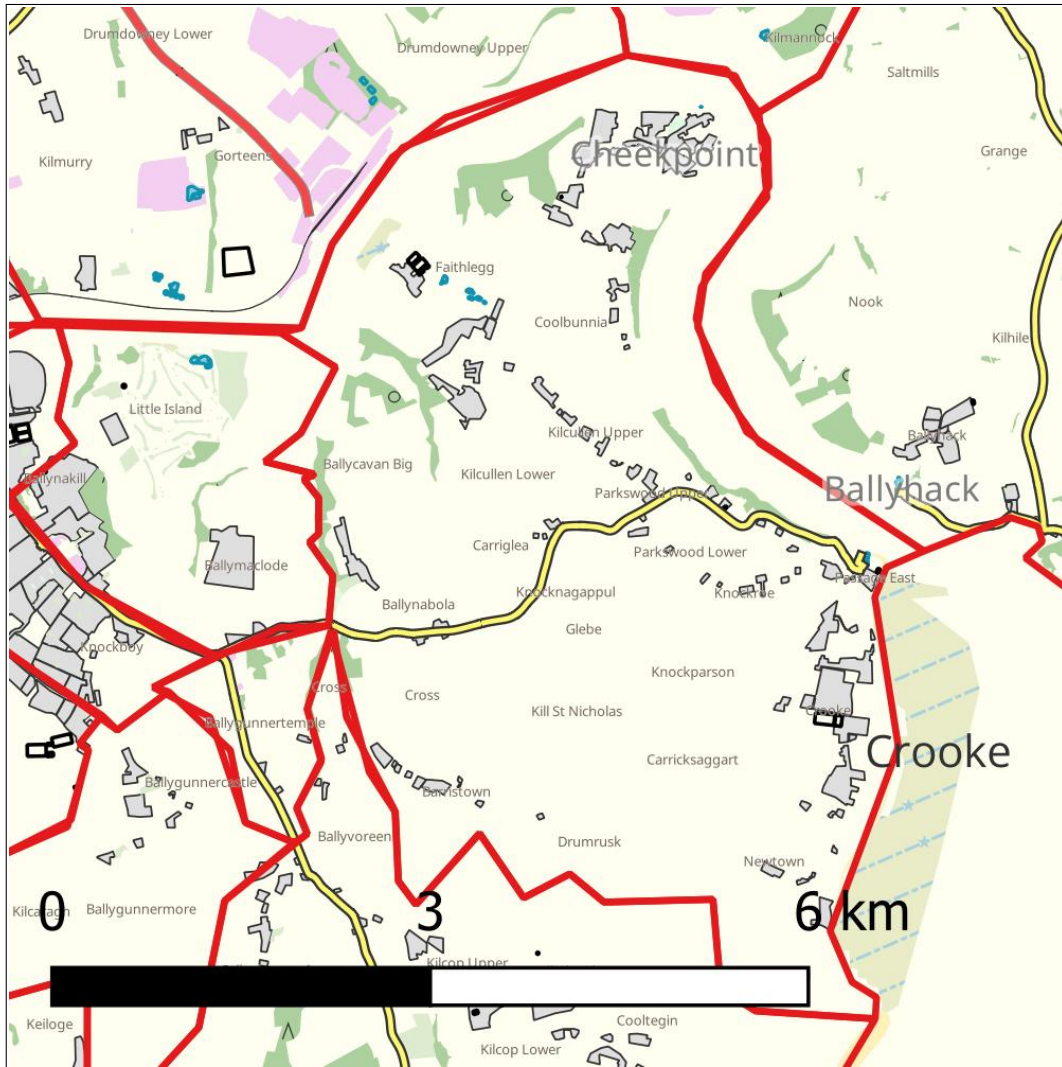 Drumdowney Lower
Drumdowney Upper
Kilmannock
Saltmills
Kilmurry
Gorteens
Cheekpoint
Grange
Faithlegg
Nook
Coolbunnia
Kilhile
Little Island
Kilcullen Upper
Ballyhack
Ballycavan Big
Kilcullen Lower
Ballynakill
Parkswood Upper
Ballyhack
Carriglea
Parkswood Lower
Ballymaclode
Passage East
Knocknagappul
Knockroe
Ballynabola
Glebe
Knockboy
Knockparson
Cross
Cross
Kill St Nicholas
Crooke
Ballygunnertemple
Crooke
Carricksaggart
Ballygunnercastle
Barristown
Ballyvoreen
Drumrusk
Newtown
Kilcaragh
Ballygunnermore
0
3
6 km
Kilcop Upper
Keiloge
Cooltegin
Kilcop Lower